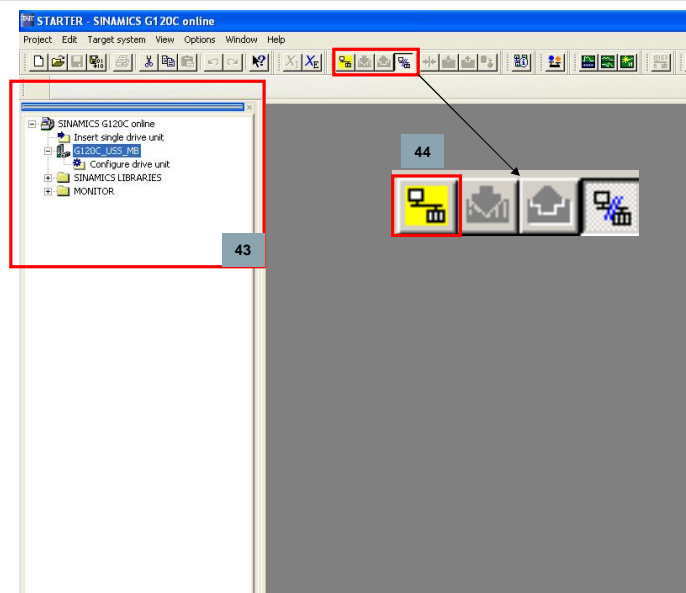 STARTER - SINAMICS G120C online
Project Edit Target system View Options Window Help
SINAMICS G120C online
Insert single drive unit
G120C_USS_MB
Configure drive unit
SINAMICS LIBRARIES
MONITOR
44
43